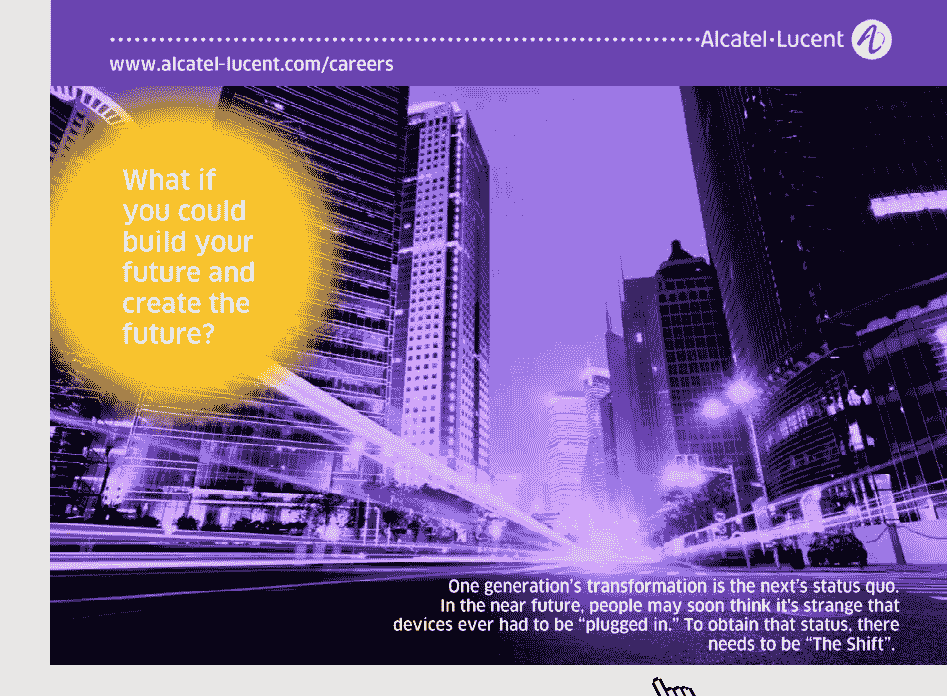 Alcatel·Lucent
www.alcatel-lucent.com/careers
What if
you could
build your
future and
create the
future?
One generation's transformation is the next's status quo.
In the near future, people may soon think it's strange that
devices ever had to be “plugged in.” To obtain that status, there
needs to be “The Shift”.